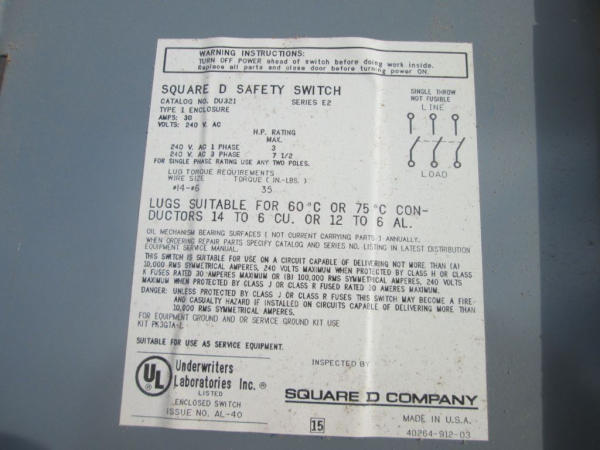 WARNING INSTRUCTIONS:
TURN OFF POWER ahead of switch before doing work inside.
Replace all parts and close door before turning power ON.
SQUARE D SAFETY SWITCH
CATALOG NO. DU321 SERIES E2
TYPE 1 ENCLOSURE
AMPS: 30
VOLTS: 240 V. AC
SINGLE THROW
NOT FUSIBLE
LINE
LOAD
H.P. RATING
MAX.
240 V. AC 1 PHASE 3
240 V. AC 3 PHASE 7 1/2
FOR SINGLE PHASE RATING USE ANY TWO POLES.
LUG TORQUE REQUIREMENTS
WIRE SIZE TORQUE (IN.-LBS.)
#14-#6 35
LUGS SUITABLE FOR 60°C OR 75°C CON-
DUCTORS 14 TO 6 CU. OR 12 TO 6 AL.
OIL MECHANISM BEARING SURFACES (NOT CURRENT CARRYING PARTS) ANNUALLY.
WHEN ORDERING REPAIR PARTS SPECIFY CATALOG AND SERIES NO. LISTING IN LATEST DISTRIBUTION
EQUIPMENT SERVICE MANUAL.
THIS SWITCH IS SUITABLE FOR USE ON A CIRCUIT CAPABLE OF DELIVERING NOT MORE THAN (A)
10,000 RMS SYMMETRICAL AMPERES, 240 VOLTS MAXIMUM WHEN PROTECTED BY CLASS H OR CLASS
K FUSES RATED 30 AMPERES MAXIMUM OR (B) 100,000 RMS SYMMETRICAL AMPERES, 240 VOLTS
MAXIMUM WHEN PROTECTED BY CLASS J OR CLASS R FUSED RATED 30 AMERES MAXIMUM.
DANGER: UNLESS PROTECTED BY CLASS J OR CLASS R FUSES THIS SWITCH MAY BECOME A FIRE
AND CASUALTY HAZARD IF INSTALLED ON CIRCUITS CAPABLE OF DELIVERING MORE THAN
10,000 RMS SYMMETRICAL AMPERES.
FOR EQUIPMENT GROUND AND OR SERVICE GROUND KIT USE
KIT PK3GTA-1.
SUITABLE FOR USE AS SERVICE EQUIPMENT.
UL Underwriters
Laboratories Inc.®
LISTED
ENCLOSED SWITCH
ISSUE NO. AL-40
INSPECTED BY
SQUARE D COMPANY
15
MADE IN U.S.A.
40264-912-03